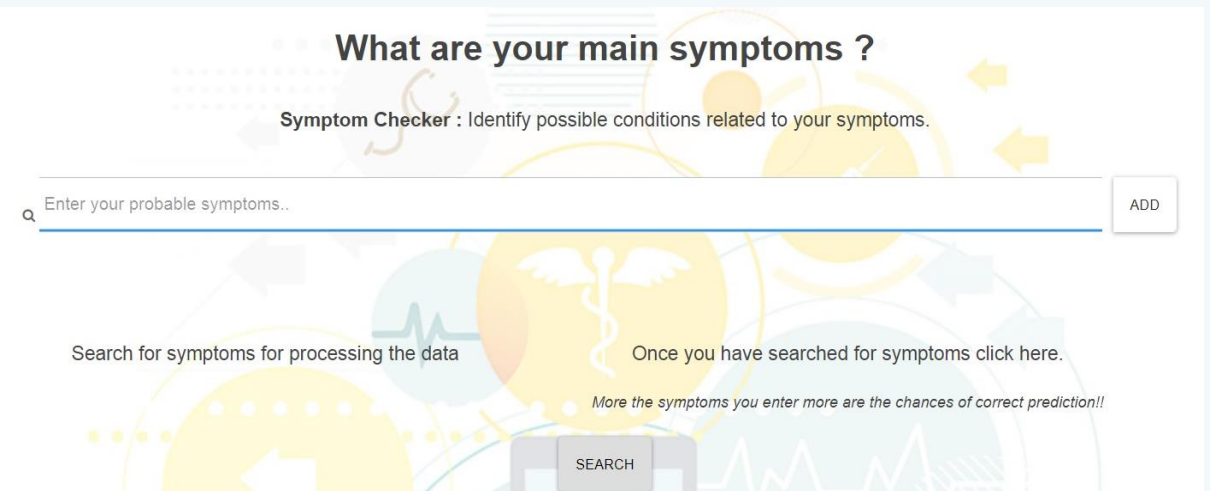 What are your main symptoms ?
Symptom Checker : Identify possible conditions related to your symptoms.
Enter your probable symptoms..
ADD
Search for symptoms for processing the data
Once you have searched for symptoms click here.
More the symptoms you enter more are the chances of correct prediction!!
SEARCH